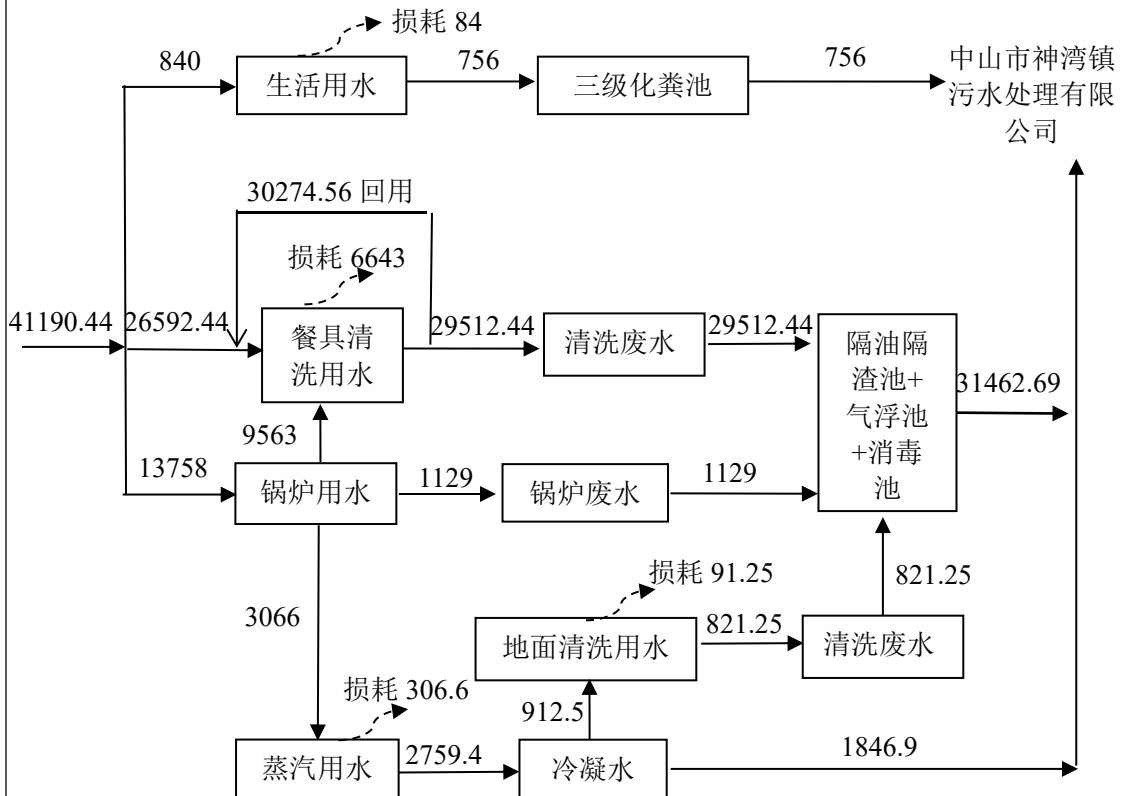 损耗 84
840
生活用水
756
三级化粪池
756
中山市神湾镇
污水处理有限
公司
30274.56 回用
损耗 6643
41190.44
26592.44
餐具清
洗用水
29512.44
清洗废水
29512.44
隔油隔
渣池+
气浮池
+消毒
池
31462.69
9563
13758
锅炉用水
1129
锅炉废水
1129
损耗 91.25
821.25
3066
地面清洗用水
821.25
清洗废水
损耗 306.6
912.5
蒸汽用水
2759.4
冷凝水
1846.9